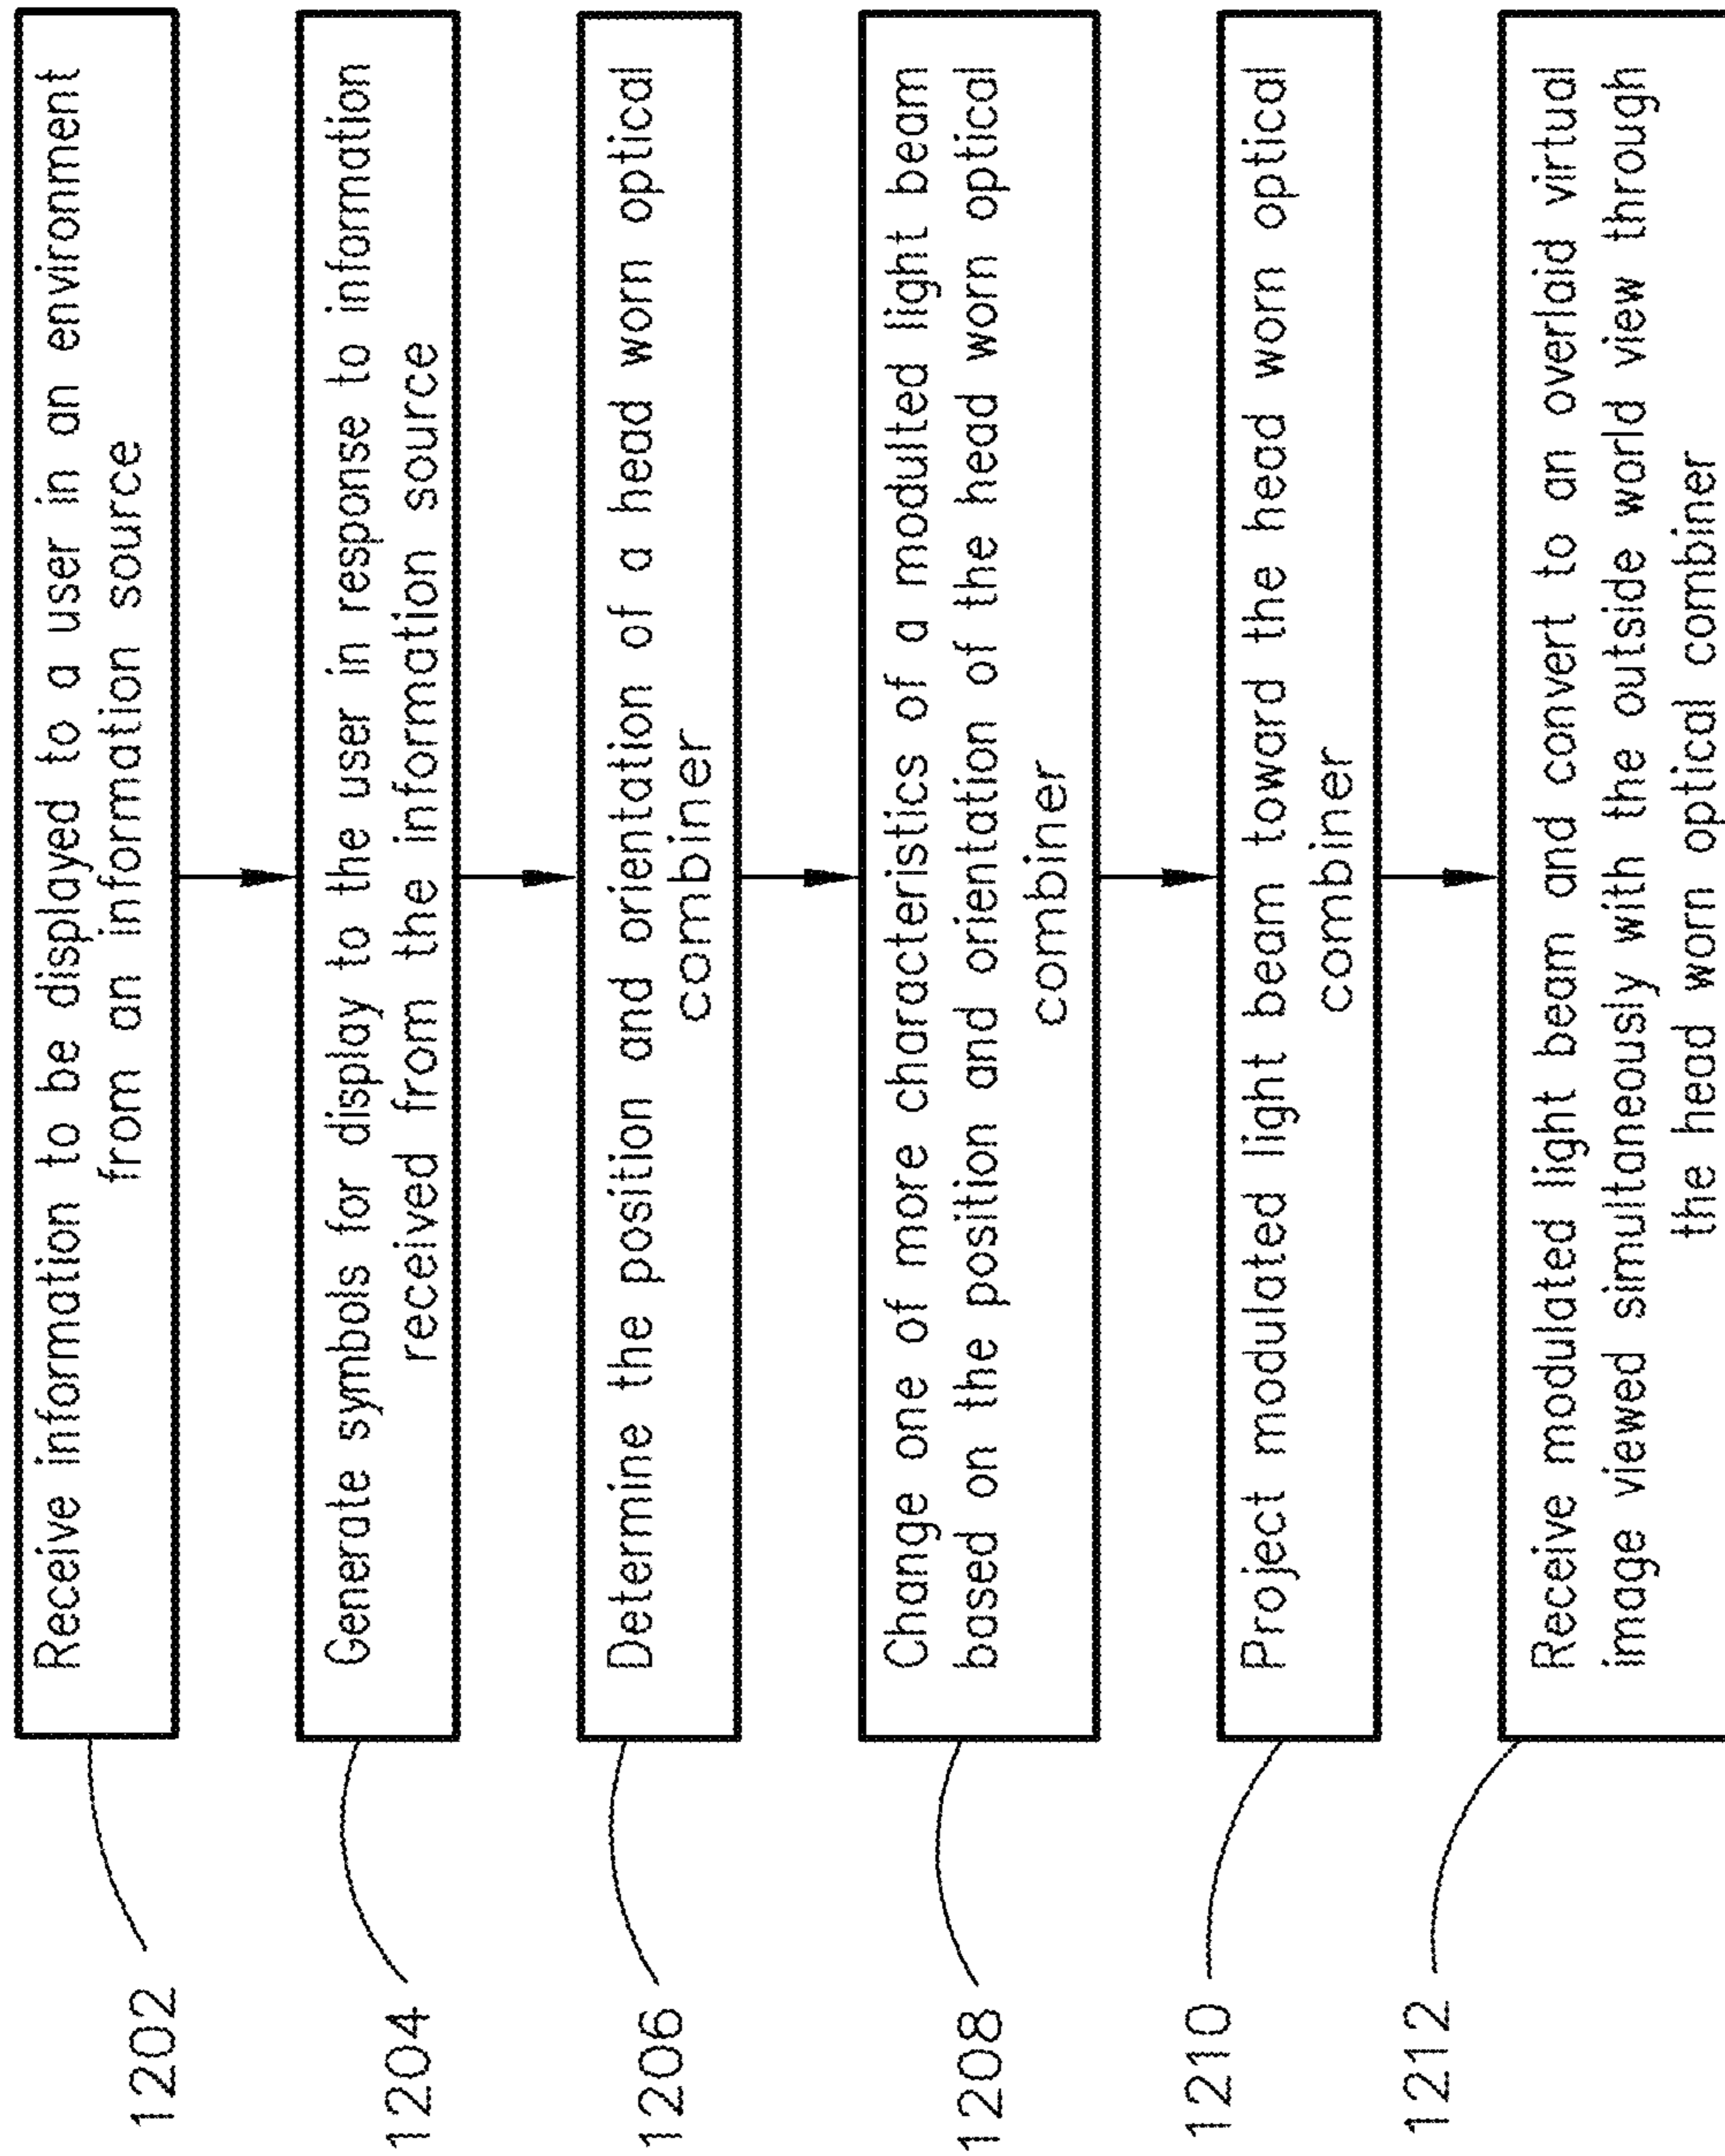 1202
Receive information to be displayed to a user in an environment
from an information source
1204
Generate symbols for display to the user in response to information
received from the information source
1206
Determine the position and orientation of a head worn optical
combiner
1208
Change one of more characteristics of a modulted light beam
based on the position and orientation of the head worn optical
combiner
1210
Project modulated light beam toward the head worn optical
combiner
1212
Receive modulated light beam and convert to an overlaid virtual
image viewed simultaneously with the outside world view through
the head worn optical combiner